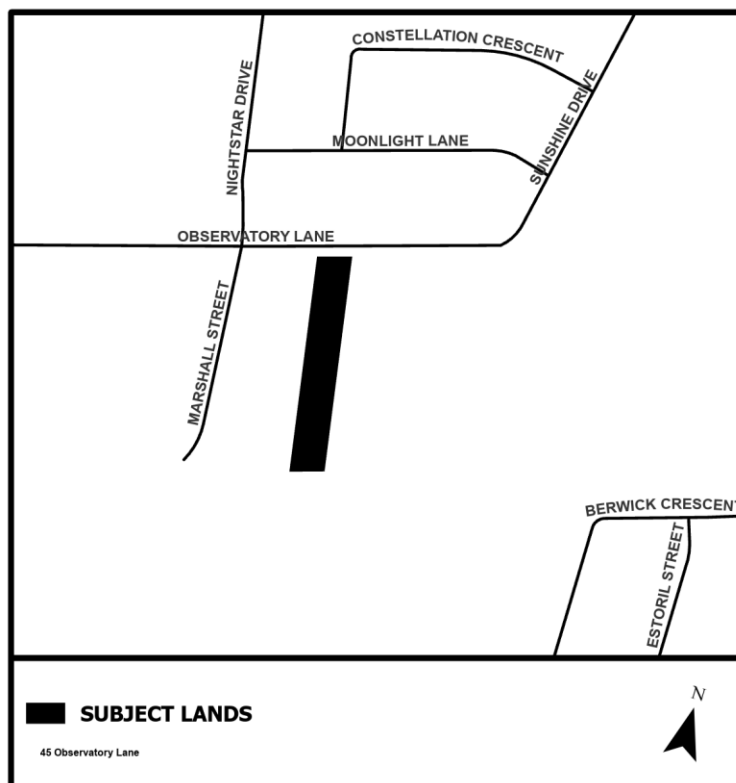 CONSTELLATION CRESCENT
NIGHTSTAR DRIVE
SUNSHINE DRIVE
MOONLIGHT LANE
OBSERVATORY LANE
MARSHALL STREET
BERWICK CRESCENT
ESTORIL STREET
N
SUBJECT LANDS
45 Observatory Lane